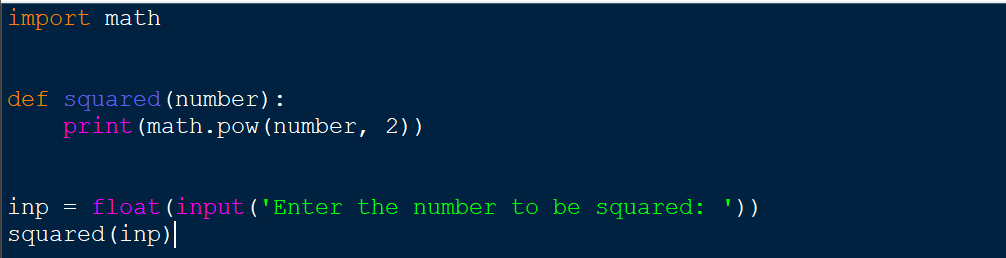 import math
def squared(number):
    print(math.pow(number, 2))
inp = float(input('Enter the number to be squared: '))
squared(inp)